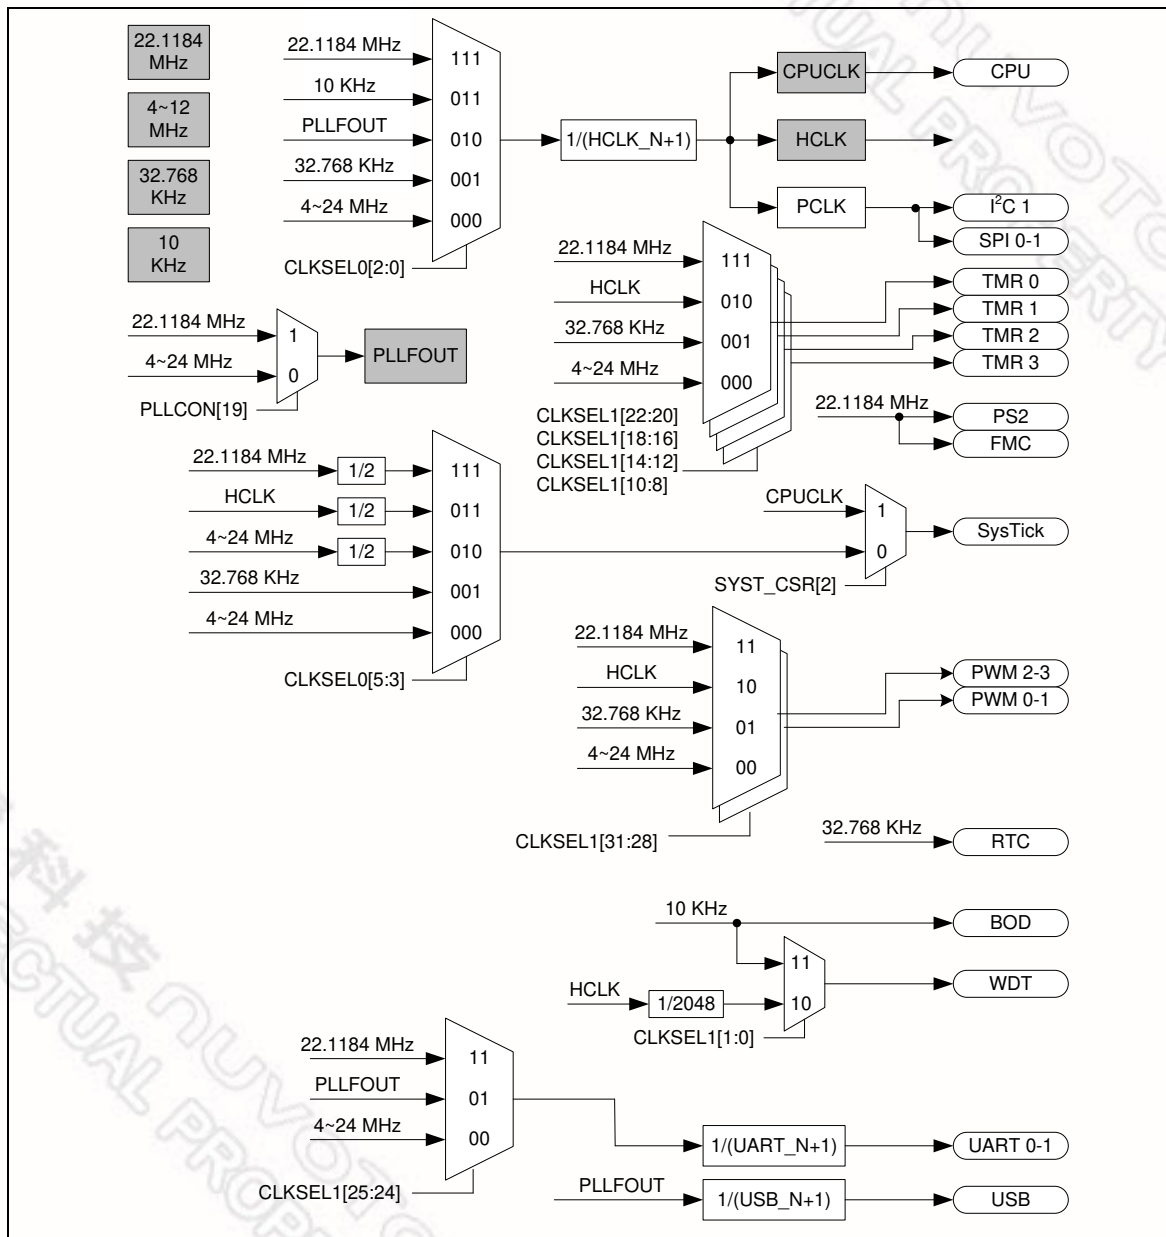 22.1184
MHz
4~12
MHz
32.768
KHz
10
KHz
22.1184 MHz
111
10 KHz
011
PLLFOUT
010
32.768 KHz
001
4~24 MHz
000
CLKSEL0[2:0]
1/(HCLK_N+1)
CPUCLK
CPU
HCLK
PCLK
I²C 1
SPI 0-1
22.1184 MHz
111
HCLK
010
32.768 KHz
001
4~24 MHz
000
CLKSEL1[22:20]
CLKSEL1[18:16]
CLKSEL1[14:12]
CLKSEL1[10:8]
TMR 0
TMR 1
TMR 2
TMR 3
22.1184 MHz
1
4~24 MHz
0
PLLCON[19]
PLLFOUT
22.1184 MHz
PS2
FMC
22.1184 MHz
1/2
111
HCLK
1/2
011
4~24 MHz
1/2
010
32.768 KHz
001
4~24 MHz
000
CLKSEL0[5:3]
CPUCLK
1
0
SYST_CSR[2]
SysTick
22.1184 MHz
11
HCLK
10
32.768 KHz
01
4~24 MHz
00
CLKSEL1[31:28]
PWM 2-3
PWM 0-1
32.768 KHz
RTC
10 KHz
BOD
11
HCLK
1/2048
10
CLKSEL1[1:0]
WDT
22.1184 MHz
11
PLLFOUT
01
4~24 MHz
00
CLKSEL1[25:24]
1/(UART_N+1)
UART 0-1
PLLFOUT
1/(USB_N+1)
USB
nuvoTo
CTUAL PROPERTY
科技 nuvoTo
ECTUAL PROPE